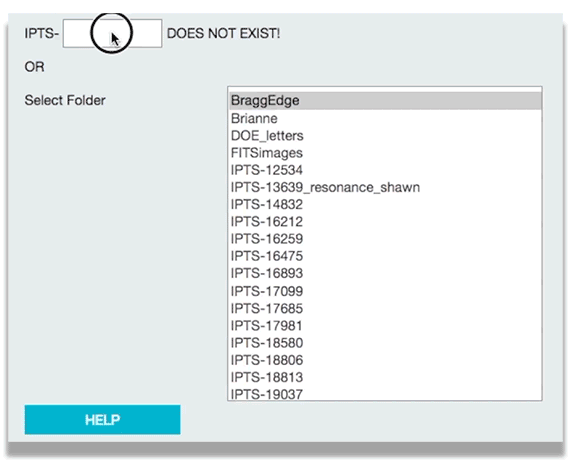 IPTS- DOES NOT EXIST!
OR
Select Folder
BraggEdge
Brianne
DOE_letters
FITSimages
IPTS-12534
IPTS-13639_resonance_shawn
IPTS-14832
IPTS-16212
IPTS-16259
IPTS-16475
IPTS-16893
IPTS-17099
IPTS-17685
IPTS-17981
IPTS-18580
IPTS-18806
IPTS-18813
IPTS-19037
HELP